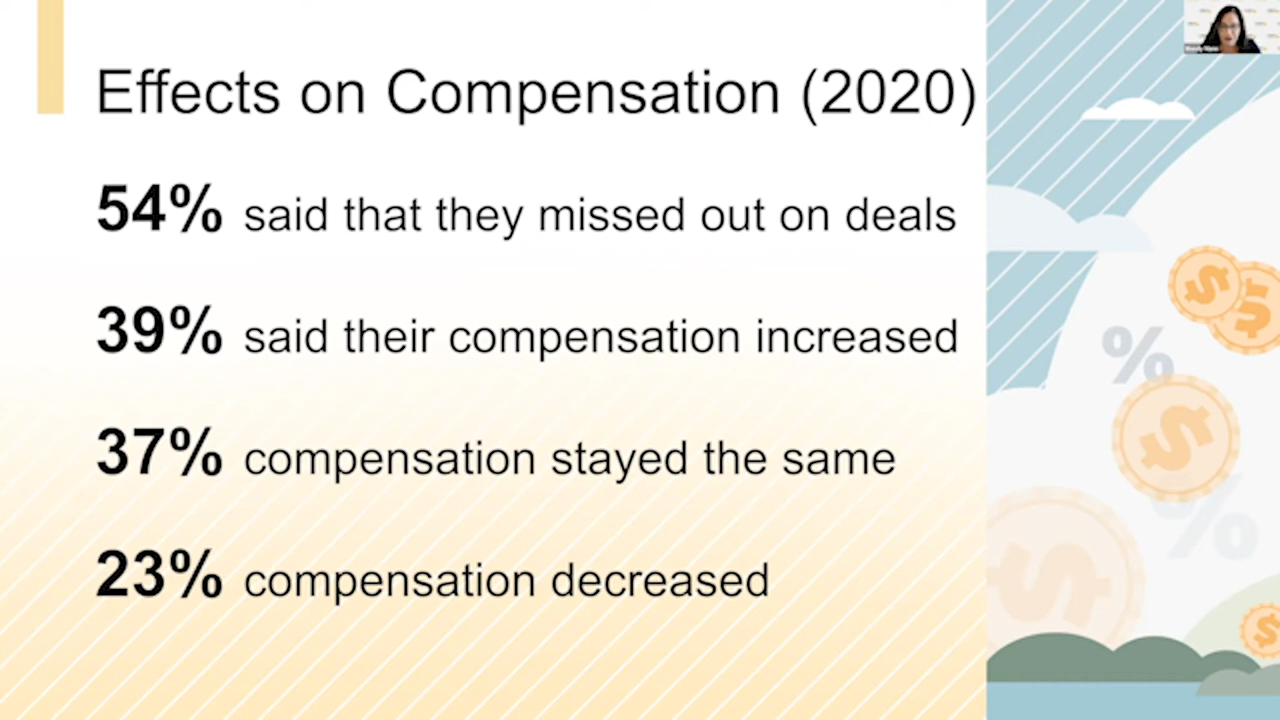 Effects on Compensation (2020)
54% said that they missed out on deals
39% said their compensation increased
37% compensation stayed the same
23% compensation decreased
%
%
$
$
$
$
$